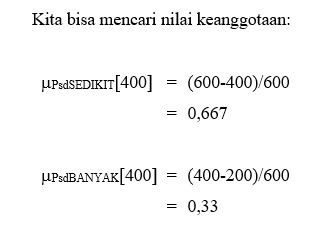 Kita bisa mencari nilai keanggotaan:
μPsdSEDIKIT[400] = (600-400)/600
= 0,667
μPsdBANYAK[400] = (400-200)/600
= 0,33